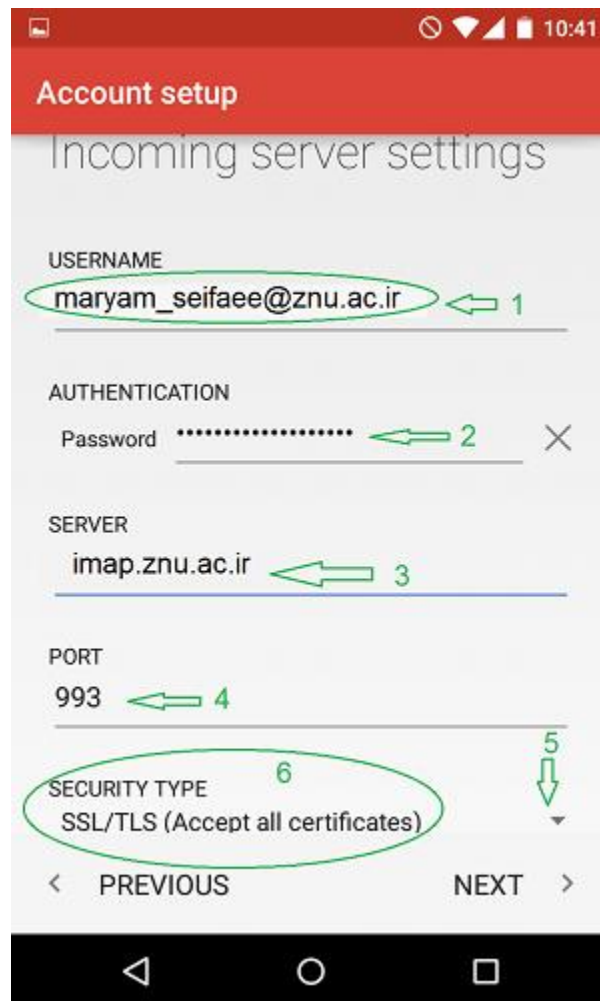 10:41
Account setup
Incoming server settings
USERNAME
maryam_seifaee@znu.ac.ir 1
AUTHENTICATION
Password •••••••••••••••••••• 2
SERVER
imap.znu.ac.ir 3
PORT
993 4
5
6
SECURITY TYPE
SSL/TLS (Accept all certificates)
PREVIOUS NEXT